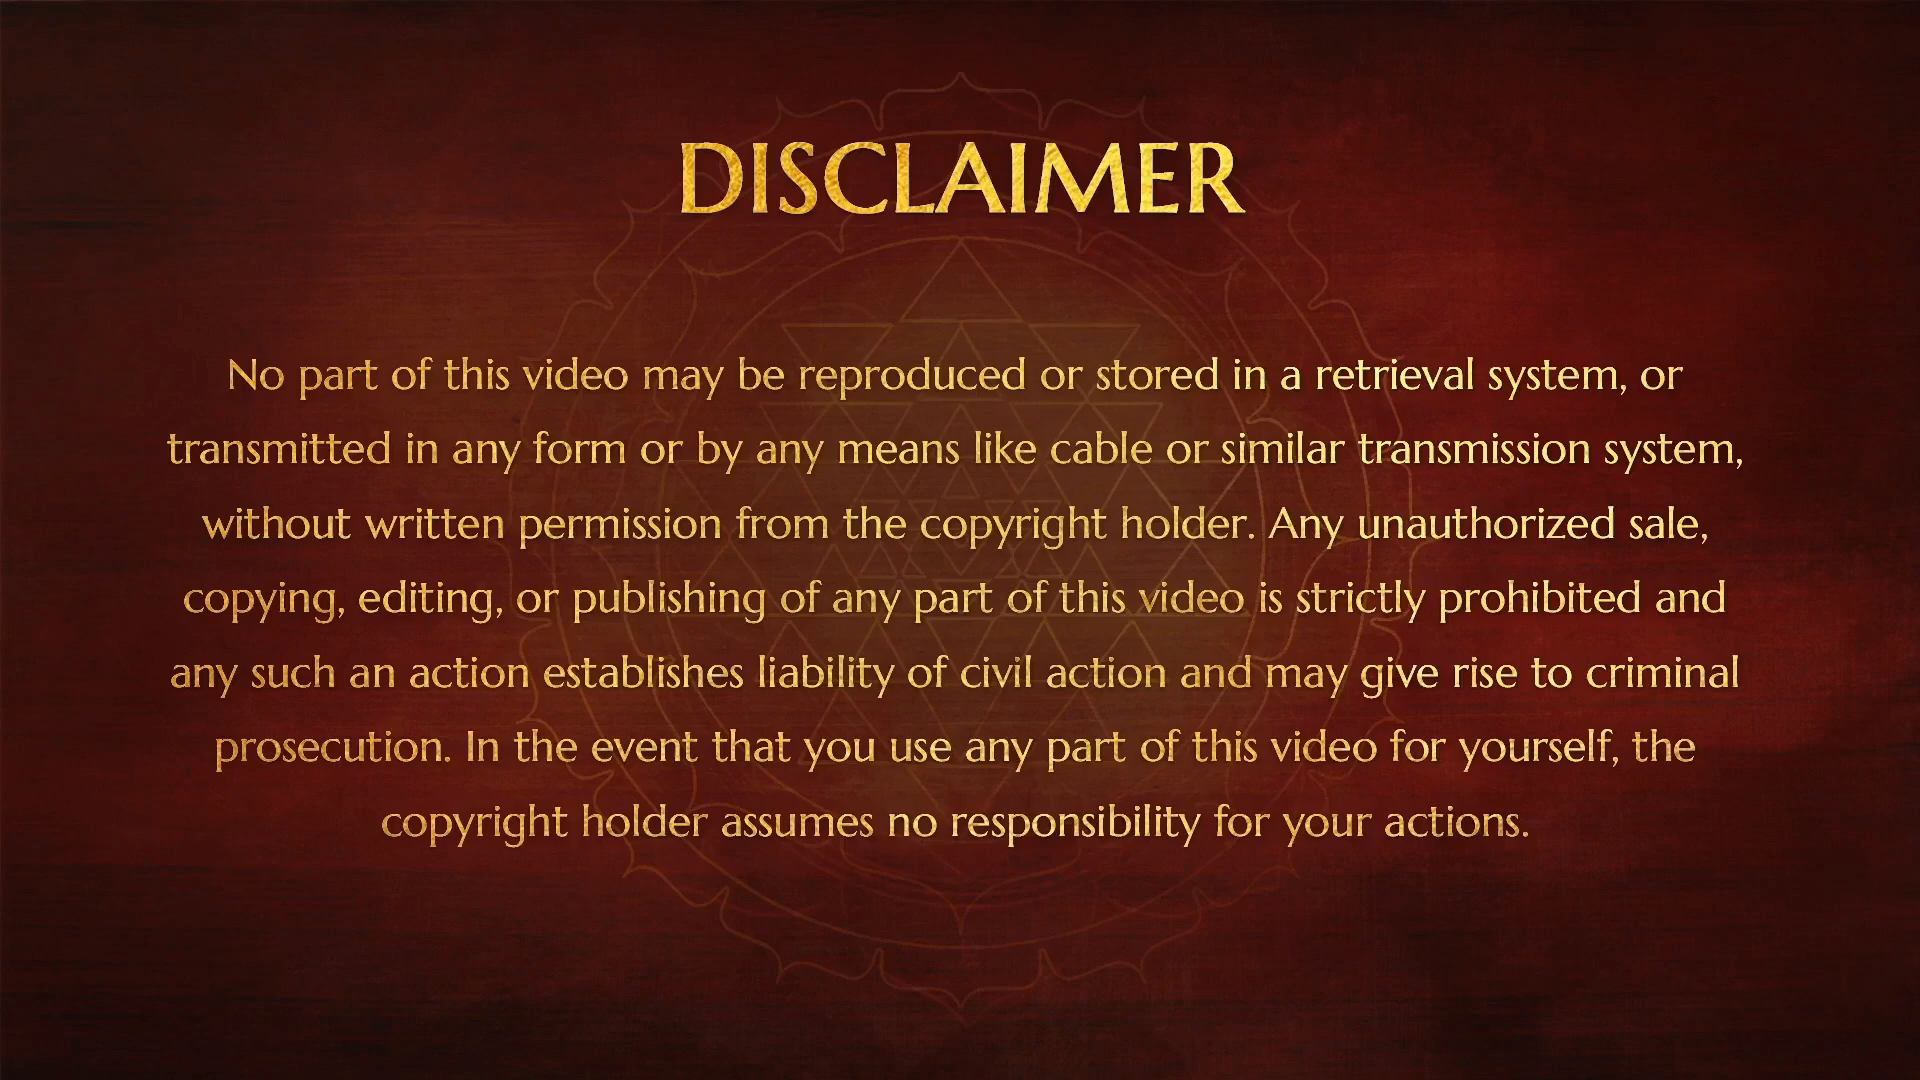 DISCLAIMER
No part of this video may be reproduced or stored in a retrieval system, or
transmitted in any form or by any means like cable or similar transmission system,
without written permission from the copyright holder. Any unauthorized sale,
copying, editing, or publishing of any part of this video is strictly prohibited and
any such an action establishes liability of civil action and may give rise to criminal
prosecution. In the event that you use any part of this video for yourself, the
copyright holder assumes no responsibility for your actions.